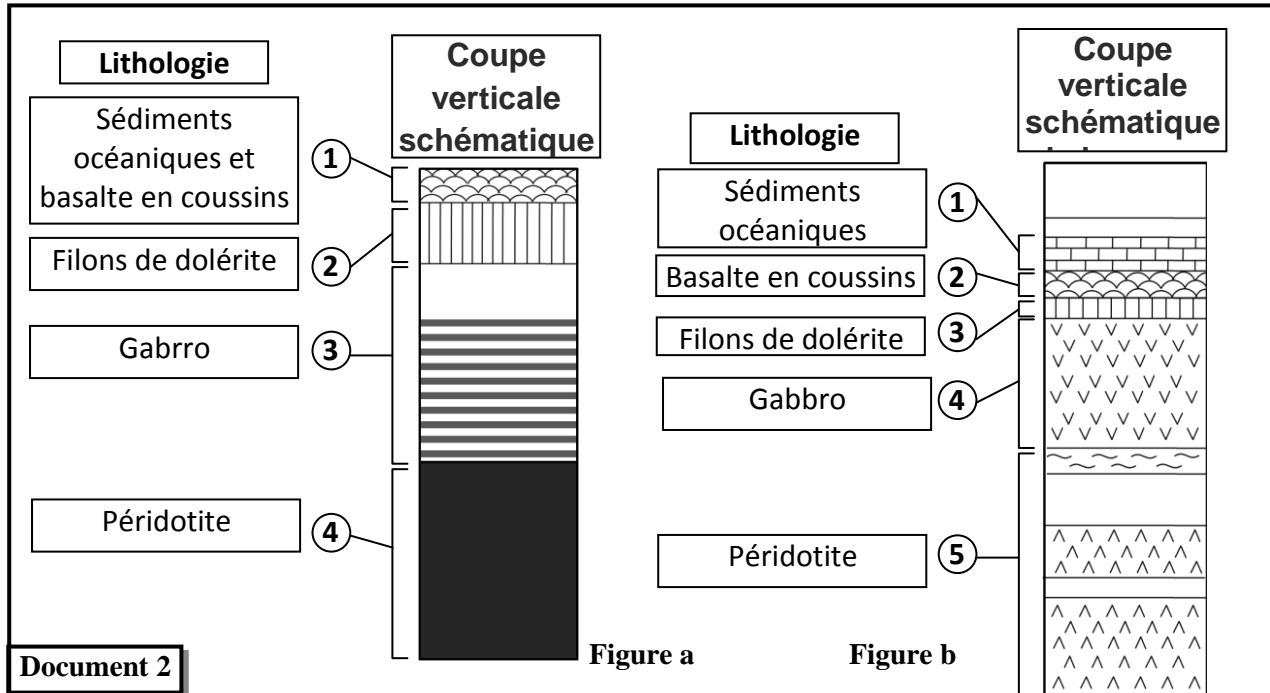 Lithologie
Coupe
verticale
schématique
Sédiments
océaniques et
basalte en coussins
1
Filons de dolérite
2
Gabrro
3
Péridotite
4
Document 2
Figure a
Lithologie
Coupe
verticale
schématique
Sédiments
océaniques
1
Basalte en coussins
2
Filons de dolérite
3
Gabbro
4
Péridotite
5
Figure b